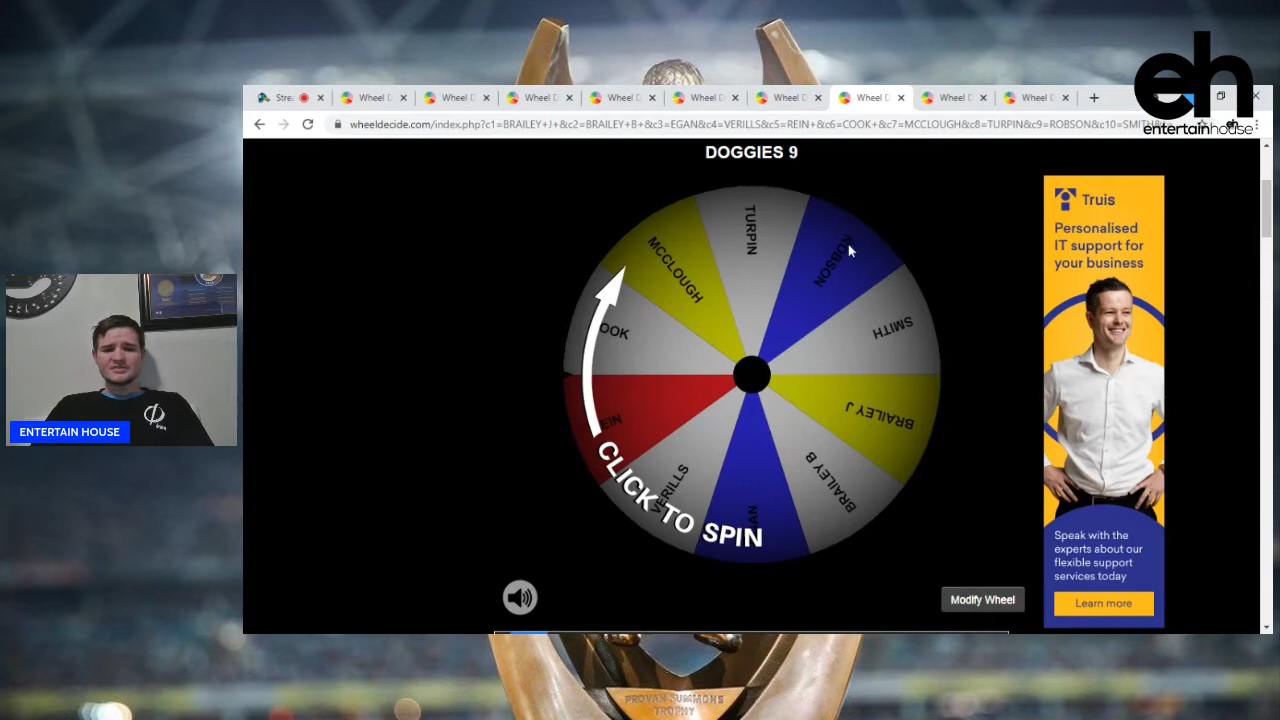 eh
entertainhouse
Stre
Wheel D
Wheel D
Wheel D
Wheel D
Wheel D
Wheel D
Wheel D
Wheel D
Wheel D
wheeldecide.com/index.php?c1=BRAILEY+J+&c2=BRAILEY+B+&c3=EGAN&c4=VERILLS&c5=REIN+&c6=COOK+&c7=MCCLOUGH&c8=TURPIN&c9=ROBSON&c10=SMITH&
DOGGIES 9
TURPIN
ROBSON
MCCLOUGH
SMITH
OOK
BRAILEY J
EIN
BRAILEY B
VERILLS
AN
CLICK TO SPIN
Modify Wheel
Truis
Personalised
IT support for
your business
Speak with the
experts about our
flexible support
services today
Learn more
ENTERTAIN HOUSE
PROVAN SUMMONS
TROPHY